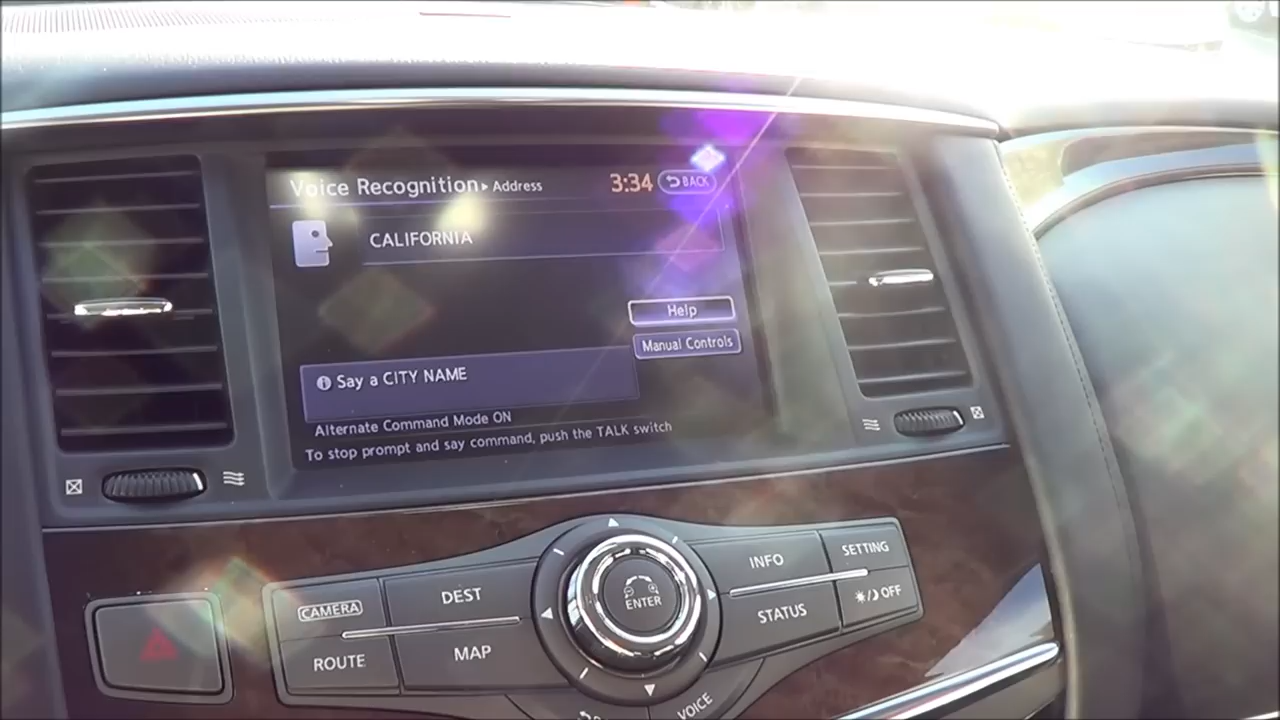 Voice Recognition ▸ Address 3:34 BACK
CALIFORNIA
Help
Manual Controls
Say a CITY NAME
Alternate Command Mode ON
To stop prompt and say command, push the TALK switch
CAMERA DEST ENTER INFO SETTING
ROUTE MAP STATUS OFF
VOICE